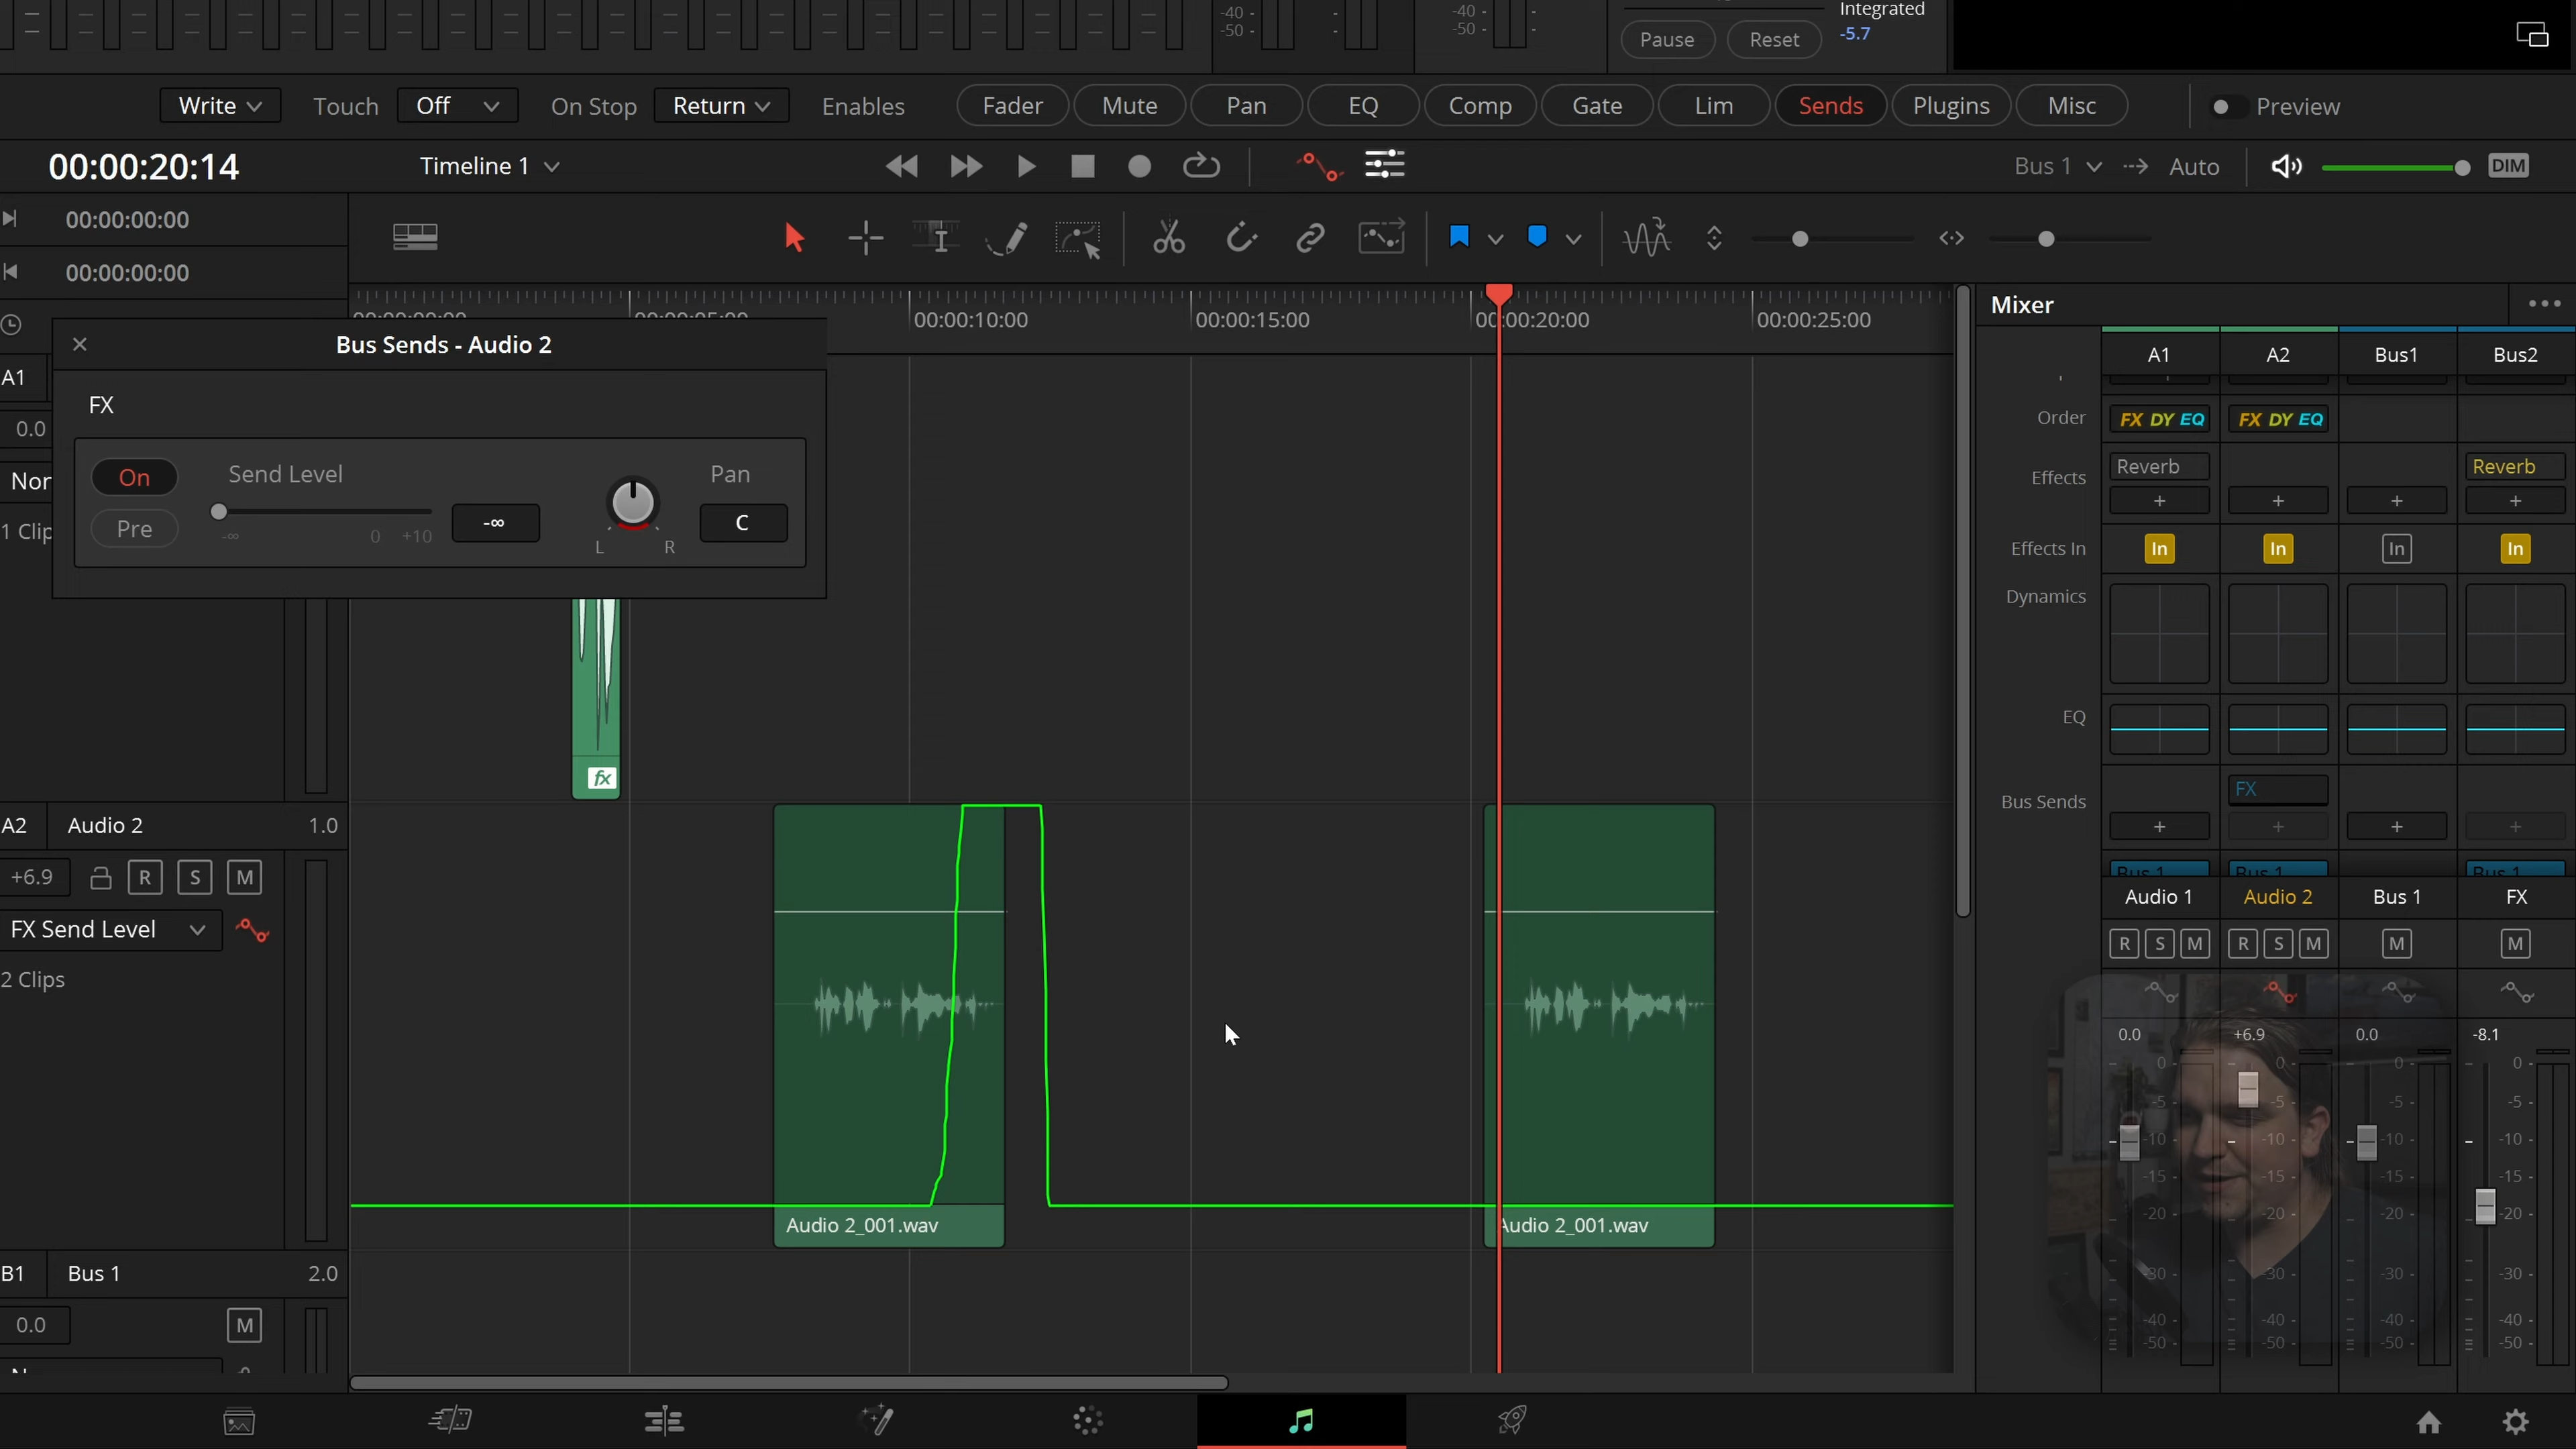 -40 -
-50 -
-40 -
-50 -
Integrated
-5.7
Pause
Reset
Write
Touch
Off
On Stop
Return
Enables
Fader
Mute
Pan
EQ
Comp
Gate
Lim
Sends
Plugins
Misc
Preview
00:00:20:14
Timeline 1
Bus 1
Auto
DIM
00:00:00:00
00:00:00:00
00:00:10:00
00:00:15:00
00:00:20:00
00:00:25:00
Mixer
Bus Sends - Audio 2
FX
On
Pre
Send Level
-∞
0
+10
-∞
L
R
Pan
C
A1
0.0
1 Clip
fx
A2
Audio 2
1.0
+6.9
R
S
M
FX Send Level
2 Clips
Audio 2_001.wav
Audio 2_001.wav
B1
Bus 1
2.0
0.0
M
A1
A2
Bus1
Bus2
Order
FX DY EQ
FX DY EQ
Effects
Reverb
Reverb
+
+
+
+
Effects In
In
In
In
In
Dynamics
EQ
Bus Sends
FX
+
+
+
+
Bus 1
Bus 1
Bus 1
Audio 1
Audio 2
Bus 1
FX
R S M
R S M
M
M
0.0
+6.9
0.0
-8.1
0 -
0 -
0 -
0 -
-5 -
-5 -
-5 -
-5 -
-10 -
-10 -
-10 -
-10 -
-15 -
-15 -
-15 -
-15 -
-20 -
-20 -
-20 -
-20 -
-30 -
-30 -
-30 -
-30 -
-40 -
-40 -
-40 -
-40 -
-50 -
-50 -
-50 -
-50 -